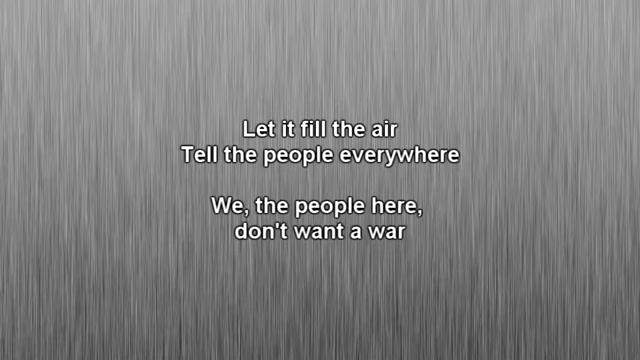 Let it fill the air
Tell the people everywhere
We, the people here,
don't want a war